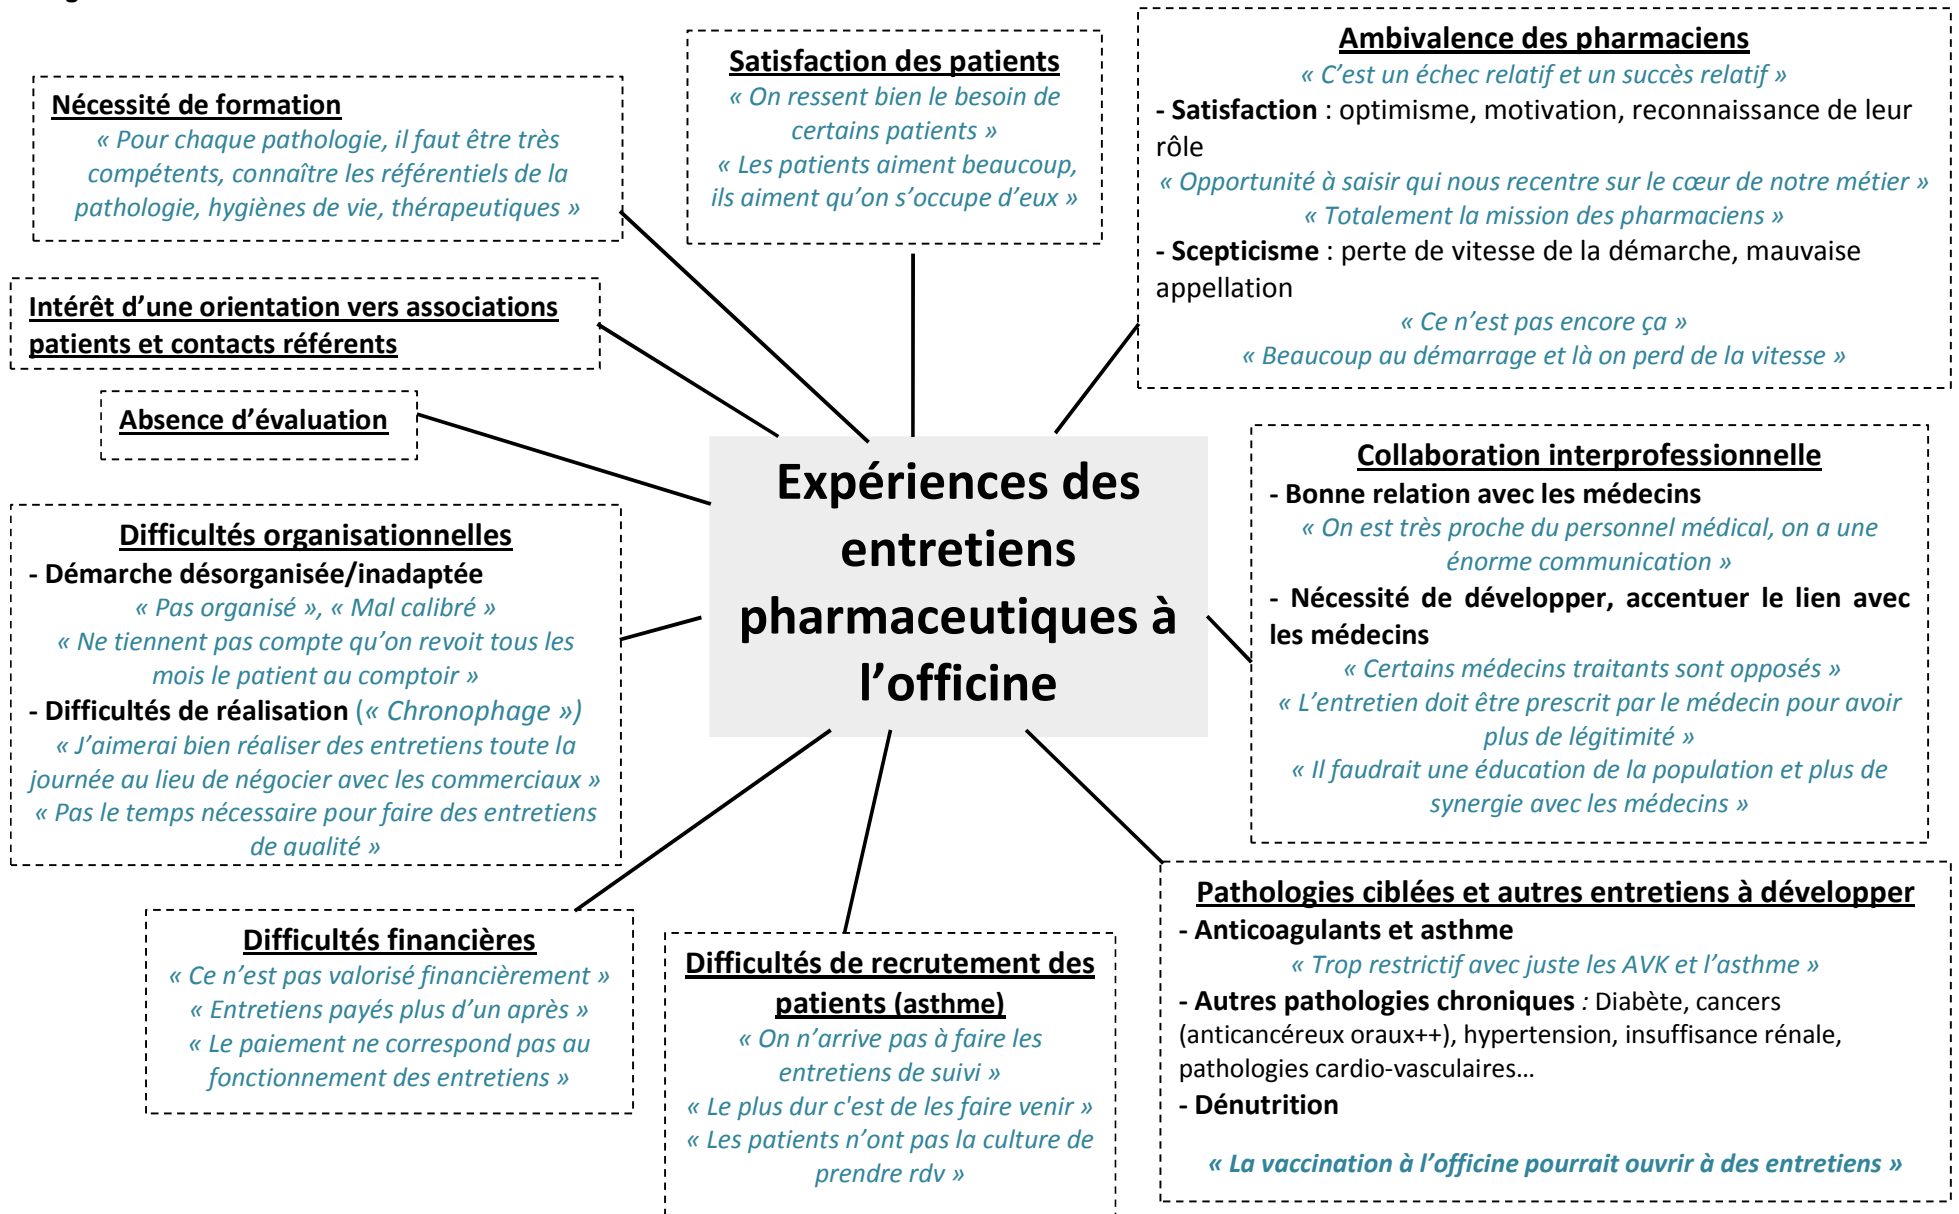 Nécessité de formation
« Pour chaque pathologie, il faut être très
compétents, connaître les référentiels de la
pathologie, hygiènes de vie, thérapeutiques »
Satisfaction des patients
« On ressent bien le besoin de
certains patients »
« Les patients aiment beaucoup,
ils aiment qu’on s’occupe d’eux »
Ambivalence des pharmaciens
« C’est un échec relatif et un succès relatif »
- Satisfaction : optimisme, motivation, reconnaissance de leur
rôle
« Opportunité à saisir qui nous recentre sur le cœur de notre métier »
« Totalement la mission des pharmaciens »
- Scepticisme : perte de vitesse de la démarche, mauvaise
appellation
« Ce n’est pas encore ça »
« Beaucoup au démarrage et là on perd de la vitesse »
Intérêt d’une orientation vers associations
patients et contacts référents
Absence d’évaluation
Expériences des
entretiens
pharmaceutiques à
l’officine
Collaboration interprofessionnelle
- Bonne relation avec les médecins
« On est très proche du personnel médical, on a une
énorme communication »
- Nécessité de développer, accentuer le lien avec
les médecins
« Certains médecins traitants sont opposés »
« L’entretien doit être prescrit par le médecin pour avoir
plus de légitimité »
« Il faudrait une éducation de la population et plus de
synergie avec les médecins »
Difficultés organisationnelles
- Démarche désorganisée/inadaptée
« Pas organisé », « Mal calibré »
« Ne tiennent pas compte qu’on revoit tous les
mois le patient au comptoir »
- Difficultés de réalisation (« Chronophage »)
« J’aimerai bien réaliser des entretiens toute la
journée au lieu de négocier avec les commerciaux »
« Pas le temps nécessaire pour faire des entretiens
de qualité »
Difficultés financières
« Ce n’est pas valorisé financièrement »
« Entretiens payés plus d’un après »
« Le paiement ne correspond pas au
fonctionnement des entretiens »
Difficultés de recrutement des
patients (asthme)
« On n’arrive pas à faire les
entretiens de suivi »
« Le plus dur c'est de les faire venir »
« Les patients n’ont pas la culture de
prendre rdv »
Pathologies ciblées et autres entretiens à développer
- Anticoagulants et asthme
« Trop restrictif avec juste les AVK et l’asthme »
- Autres pathologies chroniques : Diabète, cancers
(anticancéreux oraux++), hypertension, insuffisance rénale,
pathologies cardio-vasculaires…
- Dénutrition
« La vaccination à l’officine pourrait ouvrir à des entretiens »